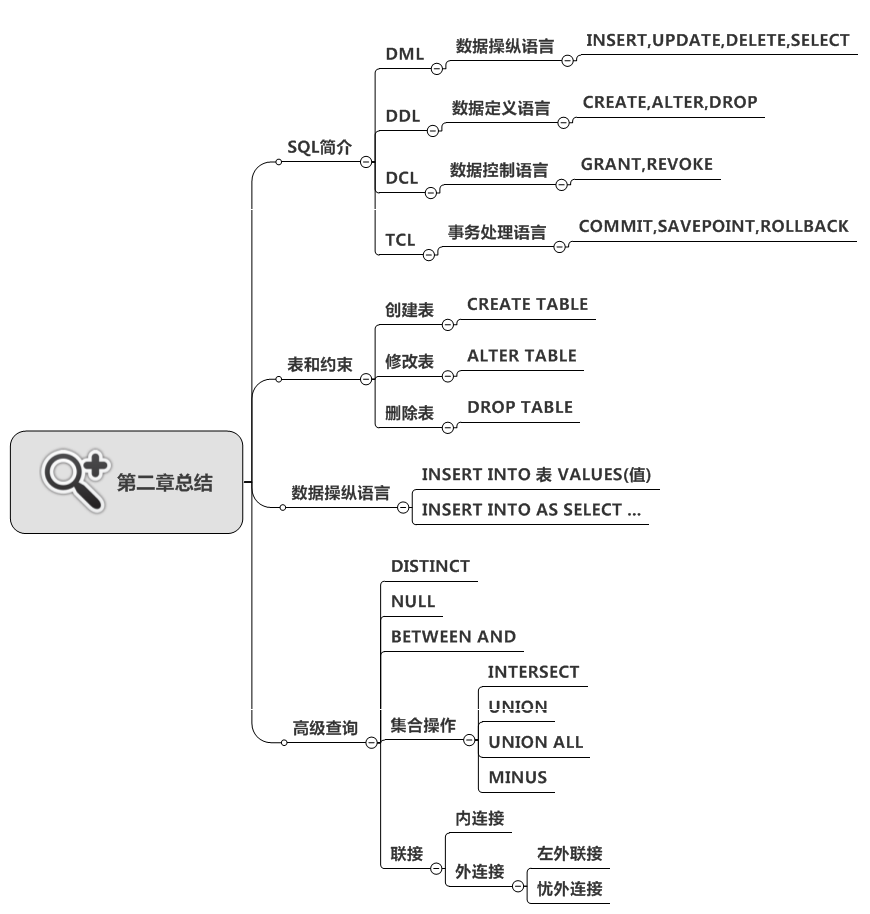 DML
数据操纵语言
INSERT,UPDATE,DELETE,SELECT
DDL
数据定义语言
CREATE,ALTER,DROP
SQL简介
DCL
数据控制语言
GRANT,REVOKE
TCL
事务处理语言
COMMIT,SAVEPOINT,ROLLBACK
创建表
CREATE TABLE
表和约束
修改表
ALTER TABLE
删除表
DROP TABLE
第二章总结
数据操纵语言
INSERT INTO 表 VALUES(值)
INSERT INTO AS SELECT ...
DISTINCT
NULL
BETWEEN AND
高级查询
集合操作
INTERSECT
UNION
UNION ALL
MINUS
联接
内连接
外连接
左外联接
忧外连接